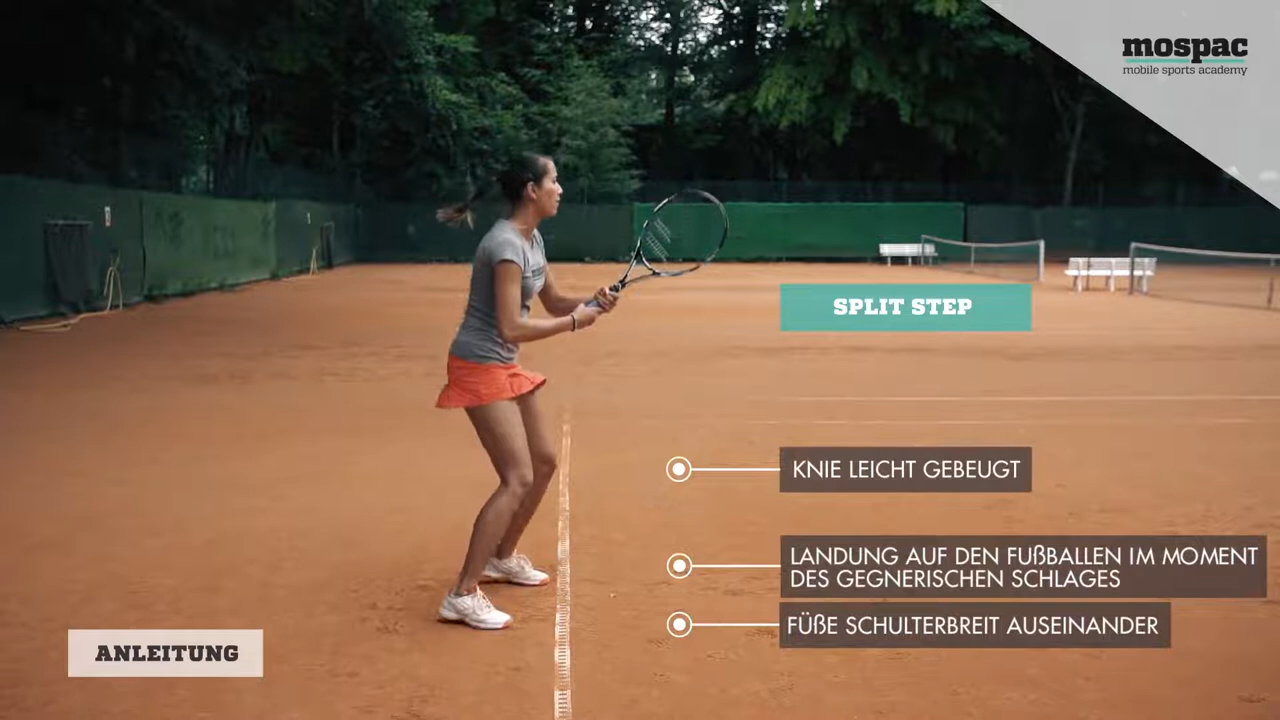 mospac
mobile sports academy
SPLIT STEP
KNIE LEICHT GEBEUGT
LANDUNG AUF DEN FUßBALLEN IM MOMENT
DES GEGNERISCHEN SCHLAGES
FÜßE SCHULTERBREIT AUSEINANDER
ANLEITUNG